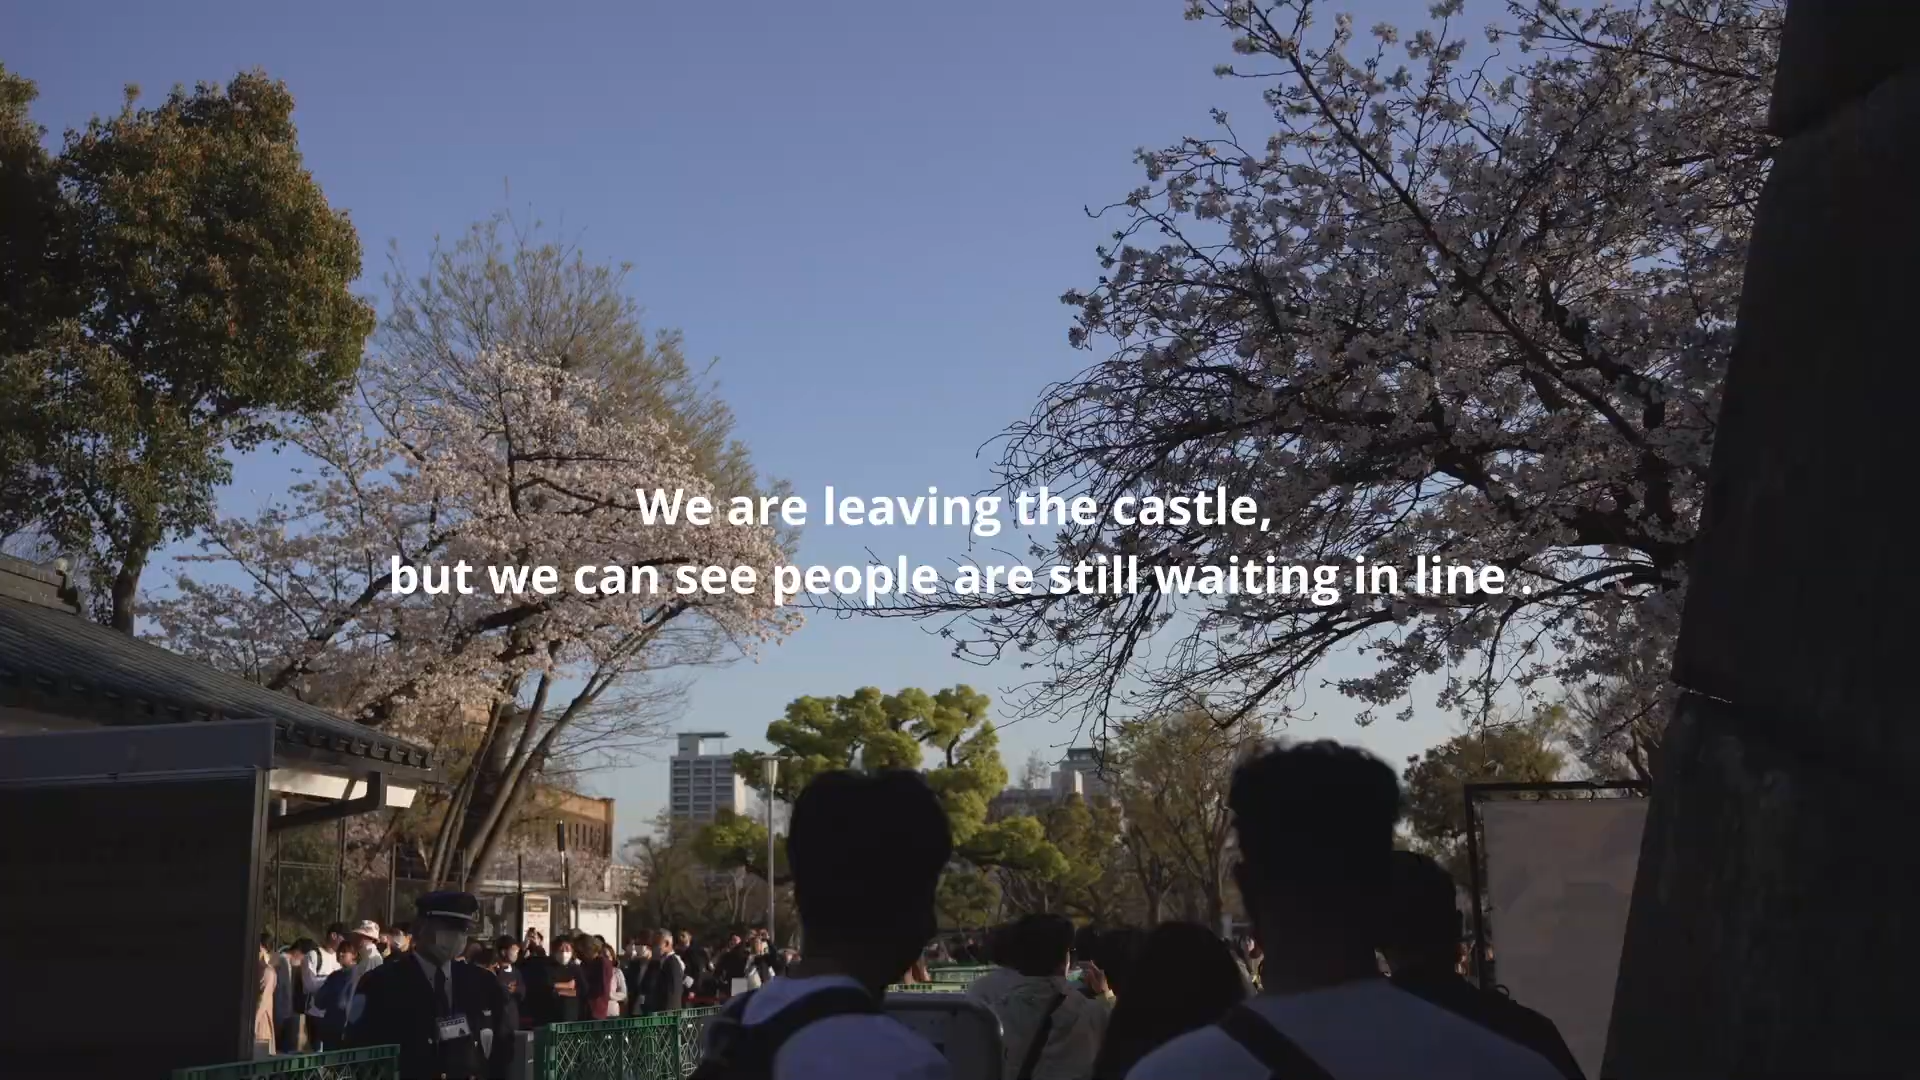 We are leaving the castle,
but we can see people are still waiting in line .